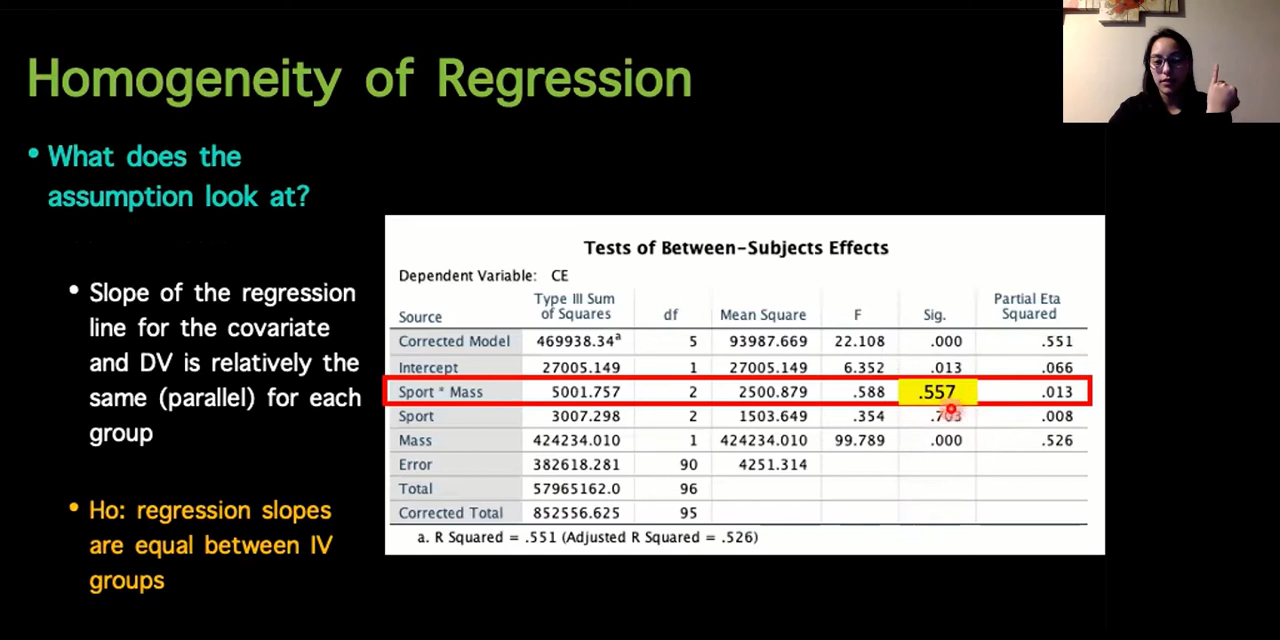 Homogeneity of Regression
• What does the
assumption look at?
• Slope of the regression
line for the covariate
and DV is relatively the
same (parallel) for each
group
• Ho: regression slopes
are equal between IV
groups
Tests of Between-Subjects Effects
Dependent Variable: CE
Source Type III Sum of Squares df Mean Square F Sig. Partial Eta Squared
Corrected Model 469938.34a 5 93987.669 22.108 .000 .551
Intercept 27005.149 1 27005.149 6.352 .013 .066
Sport * Mass 5001.757 2 2500.879 .588 .557 .013
Sport 3007.298 2 1503.649 .354 .703 .008
Mass 424234.010 1 424234.010 99.789 .000 .526
Error 382618.281 90 4251.314
Total 57965162.0 96
Corrected Total 852556.625 95
a. R Squared = .551 (Adjusted R Squared = .526)